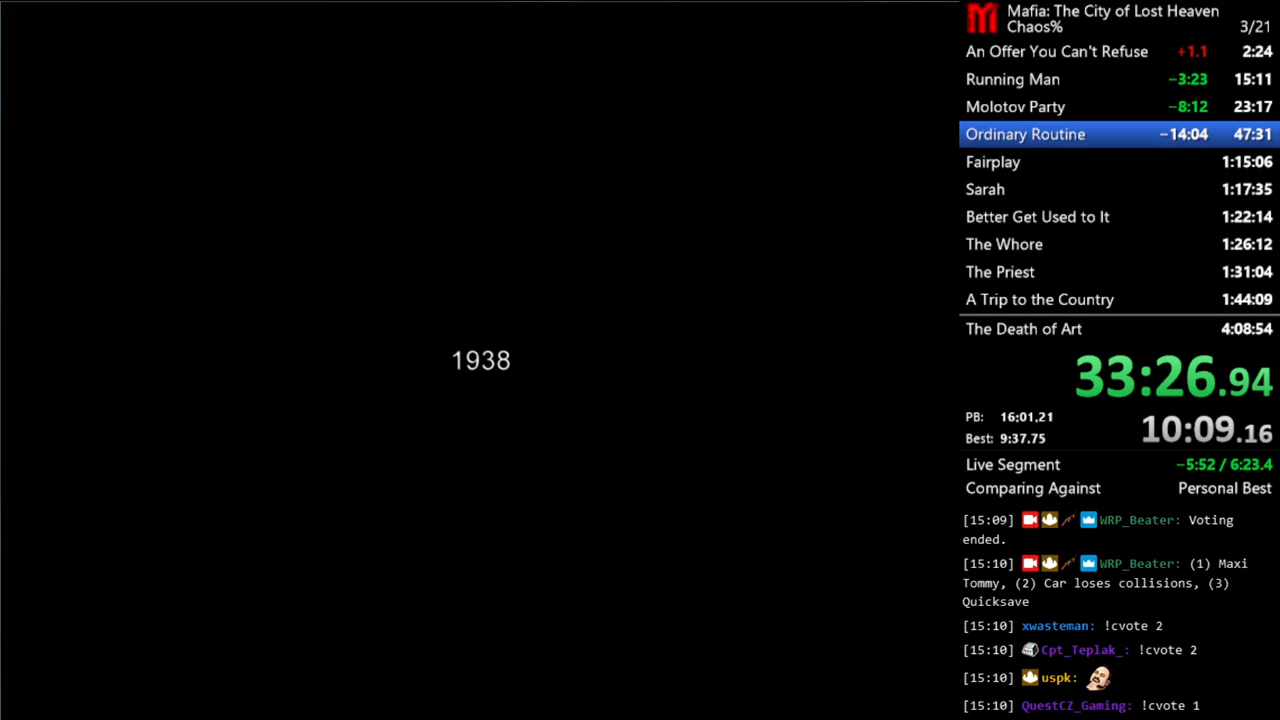 Mafia: The City of Lost Heaven
Chaos% 3/21
An Offer You Can't Refuse +1.1 2:24
Running Man −3:23 15:11
Molotov Party −8:12 23:17
Ordinary Routine −14:04 47:31
Fairplay 1:15:06
Sarah 1:17:35
Better Get Used to It 1:22:14
The Whore 1:26:12
The Priest 1:31:04
A Trip to the Country 1:44:09
The Death of Art 4:08:54
1938
33:26.94
PB: 16:01.21
Best: 9:37.75
10:09.16
Live Segment −5:52 / 6:23.4
Comparing Against Personal Best
[15:09] WRP_Beater: Voting
ended.
[15:10] WRP_Beater: (1) Maxi
Tommy, (2) Car loses collisions, (3)
Quicksave
[15:10] xwasteman: !cvote 2
[15:10] Cpt_Teplak_: !cvote 2
[15:10] uspk:
[15:10] QuestCZ_Gaming: !cvote 1